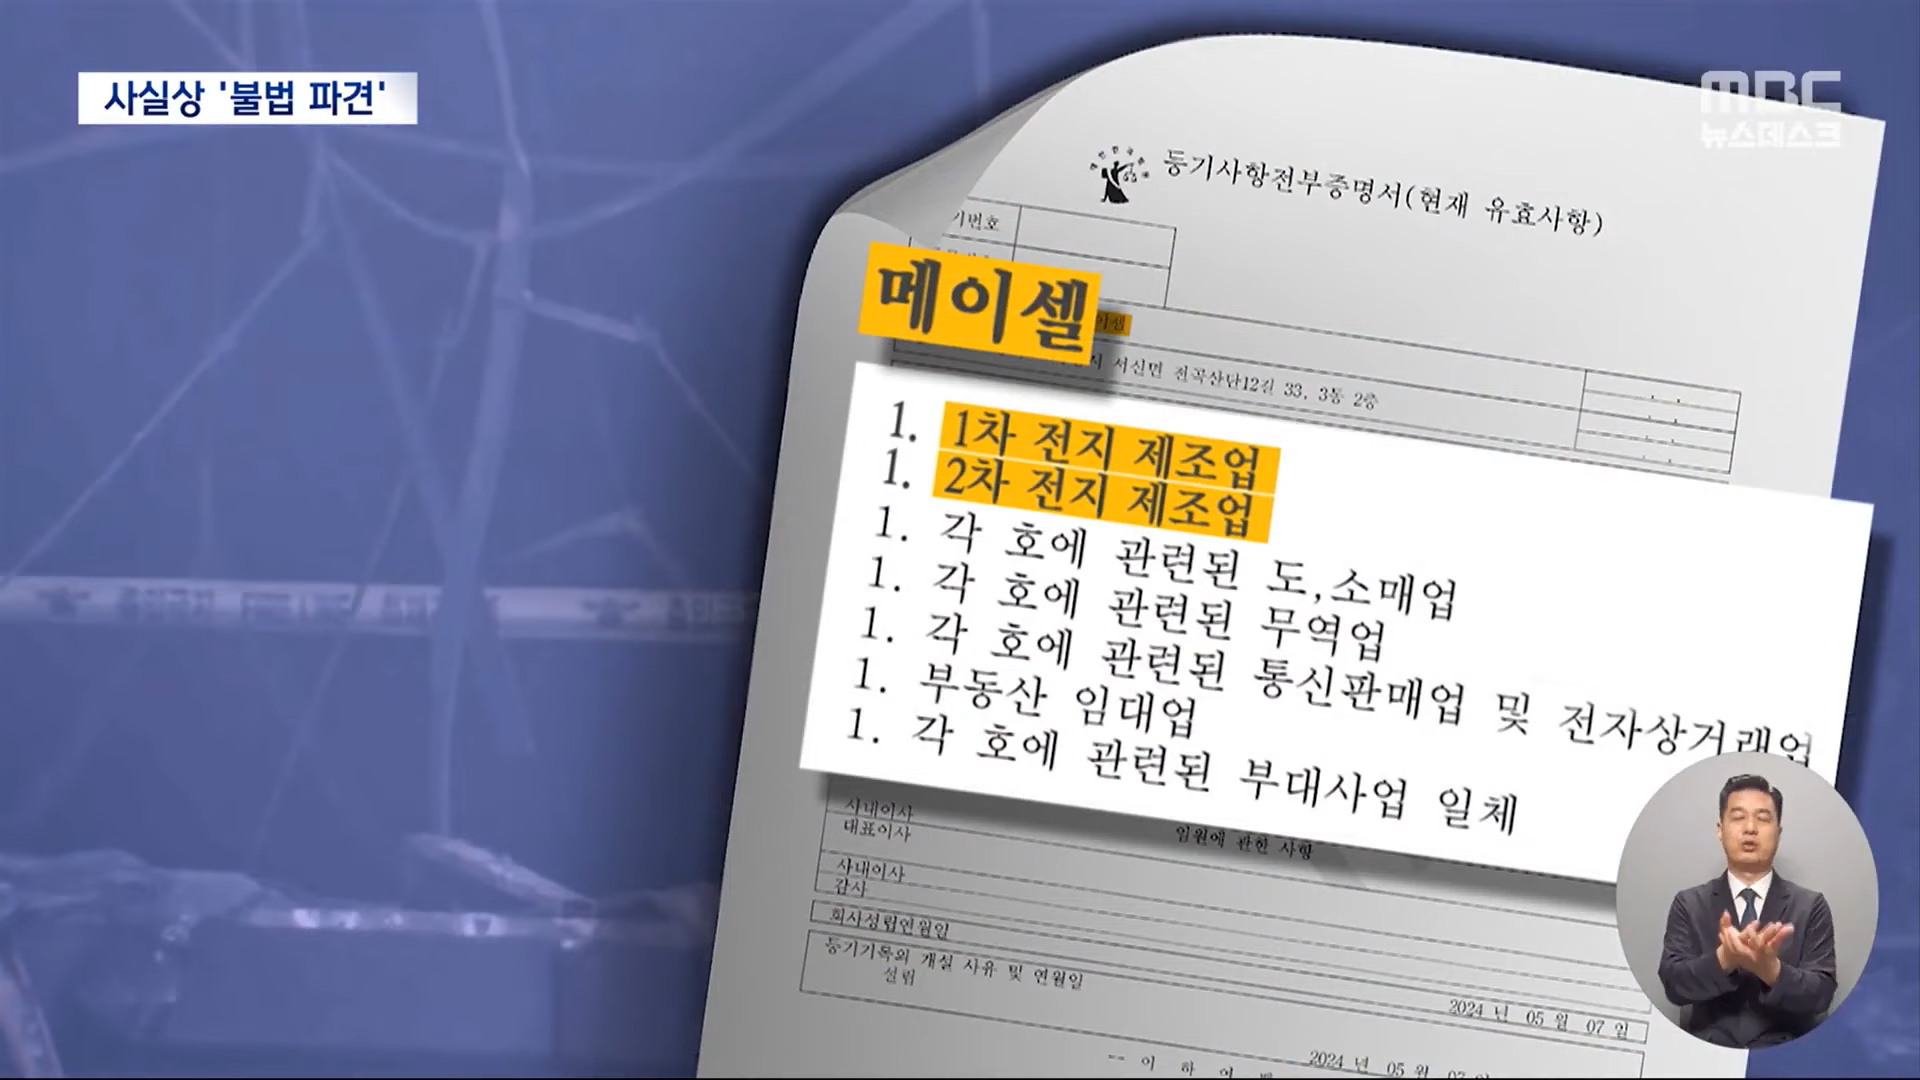 사실상 '불법 파견'
MBC
뉴스데스크
등기사항전부증명서(현재 유효사항)
기번호
메이셀
이셀
서신면 전곡산단12길 33, 3동 2층
1. 1차 전지 제조업
1. 2차 전지 제조업
1. 각 호에 관련된 도,소매업
1. 각 호에 관련된 무역업
1. 각 호에 관련된 통신판매업 및 전자상거래업
1. 부동산 임대업
1. 각 호에 관련된 부대사업 일체
사내이사
임원에 관한 사항
대표이사
사내이사
감사
회사성립연월일
등기기록의 개설 사유 및 연월일
설립
2024 년 05 월 07 일
2024 년 05 월 07 일
-- 이 하 여 백